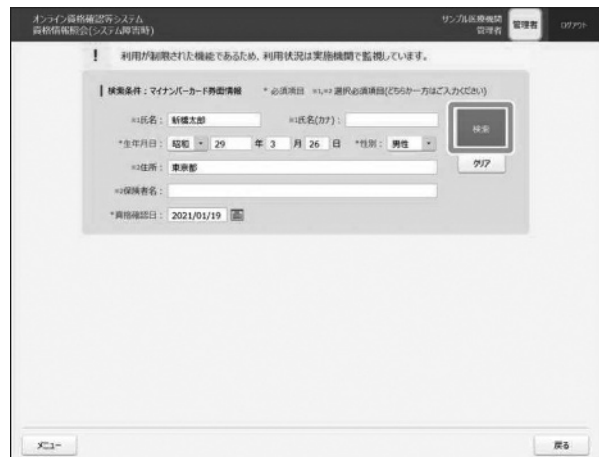 オンライン資格確認等システム
資格情報照会(システム障害時)
サンプル医療機関
管理者
管理者
ログアウト
! 利用が制限された機能であるため、利用状況は実施機関で監視しています。
検索条件:マイナンバーカード券面情報 * 必須項目 ※1,※2 選択必須項目(どちらか一方はご入力ください)
※1氏名: 新橋太郎 ※1氏名(カナ):
検索
*生年月日: 昭和 29 年 3 月 26 日 *性別: 男性
クリア
※2住所: 東京都
※2保険者名:
*資格確認日: 2021/01/19
メニュー
戻る